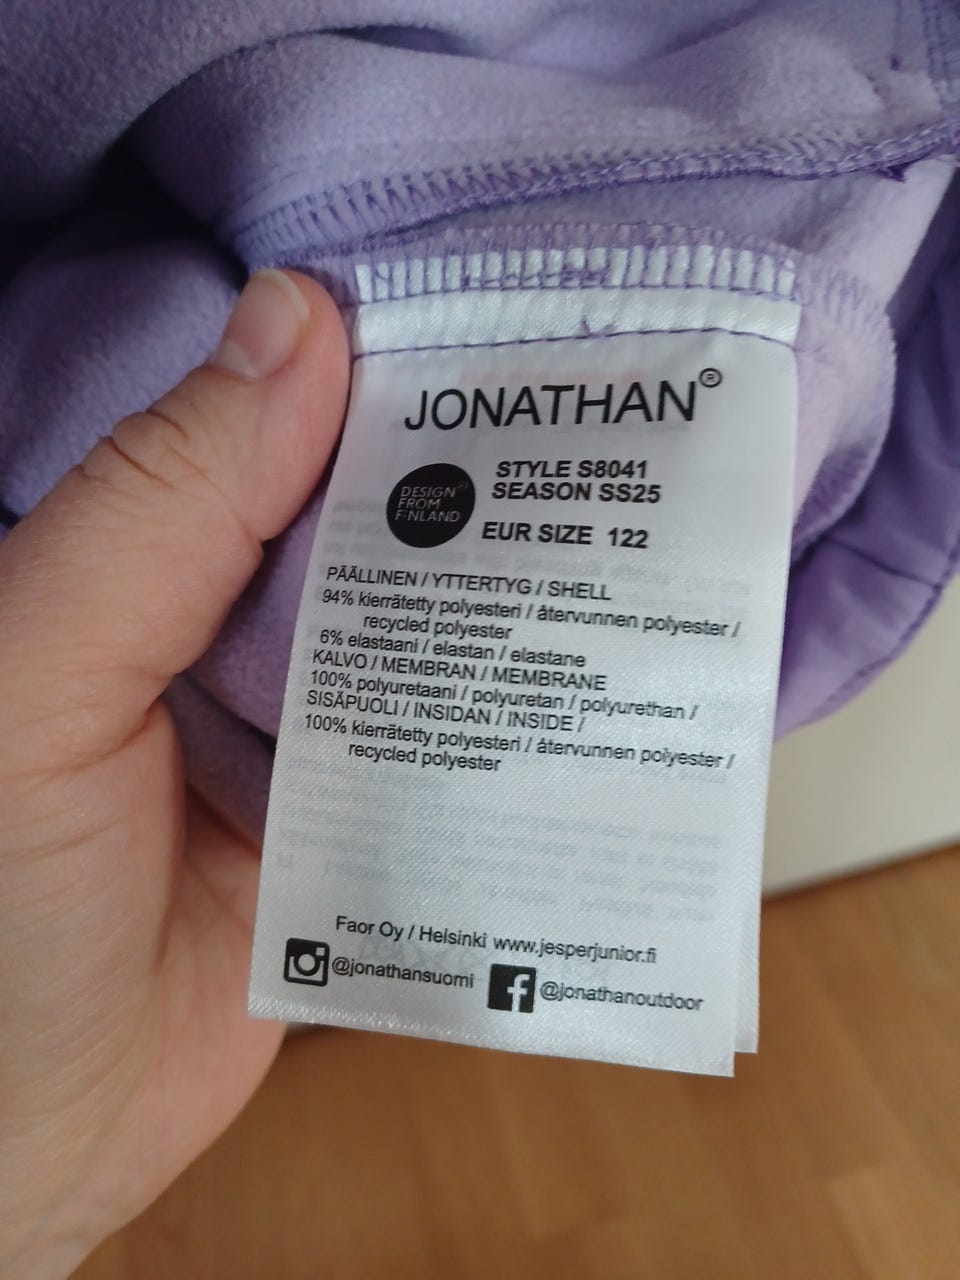 JONATHAN®
DESIGN
FROM
FINLAND
STYLE S8041
SEASON SS25
EUR SIZE 122
PÄÄLLINEN / YTTERTYG / SHELL
94% kierrätetty polyesteri / återvunnen polyester /
recycled polyester
6% elastaani / elastan / elastane
KALVO / MEMBRAN / MEMBRANE
100% polyuretaani / polyuretan / polyurethan /
SISÄPUOLI / INSIDAN / INSIDE /
100% kierrätetty polyesteri / återvunnen polyester /
recycled polyester
Faor Oy / Helsinki www.jesperjunior.fi
@jonathansuomi
@jonathanoutdoor